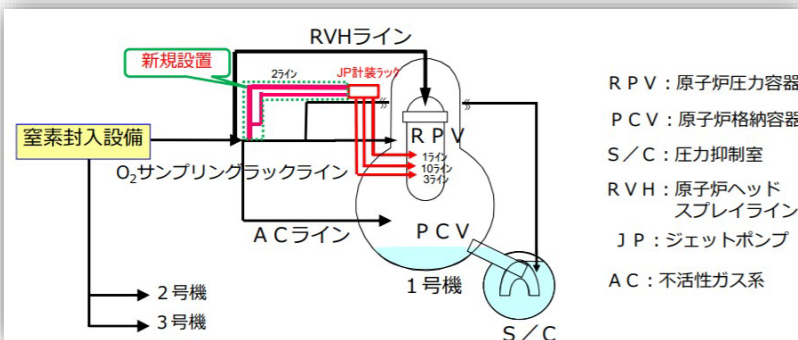 RVHライン
新規設置
2ライン
JP計装ラック
窒素封入設備
RPV
1ライン
10ライン
3ライン
O₂サンプリングラックライン
ACライン
PCV
1号機
2号機
3号機
S/C
RPV:原子炉圧力容器
PCV:原子炉格納容器
S/C:圧力抑制室
RVH:原子炉ヘッド
スプレイライン
JP:ジェットポンプ
AC:不活性ガス系